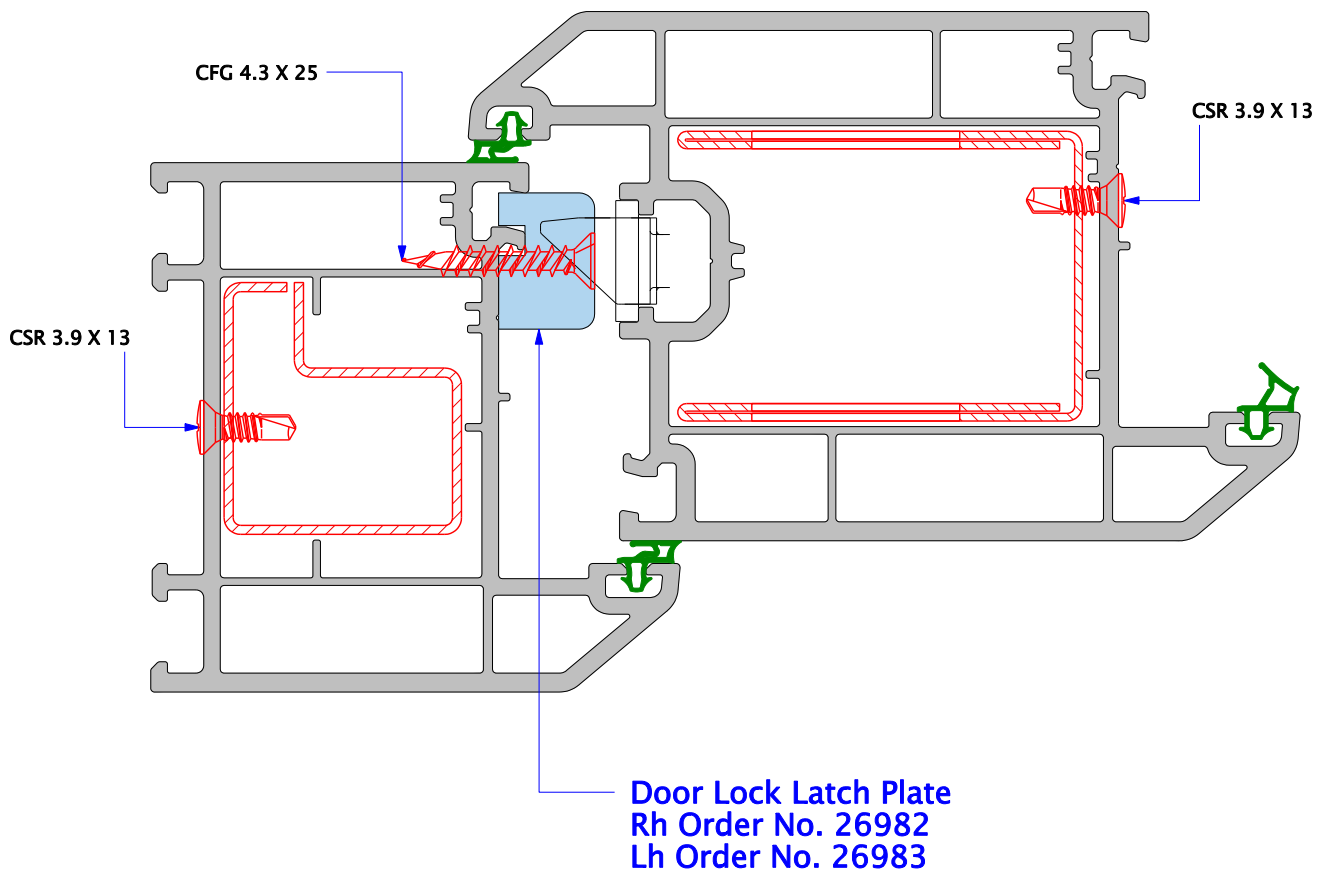 CFG 4.3 X 25
CSR 3.9 X 13
CSR 3.9 X 13
Door Lock Latch Plate
Rh Order No. 26982
Lh Order No. 26983